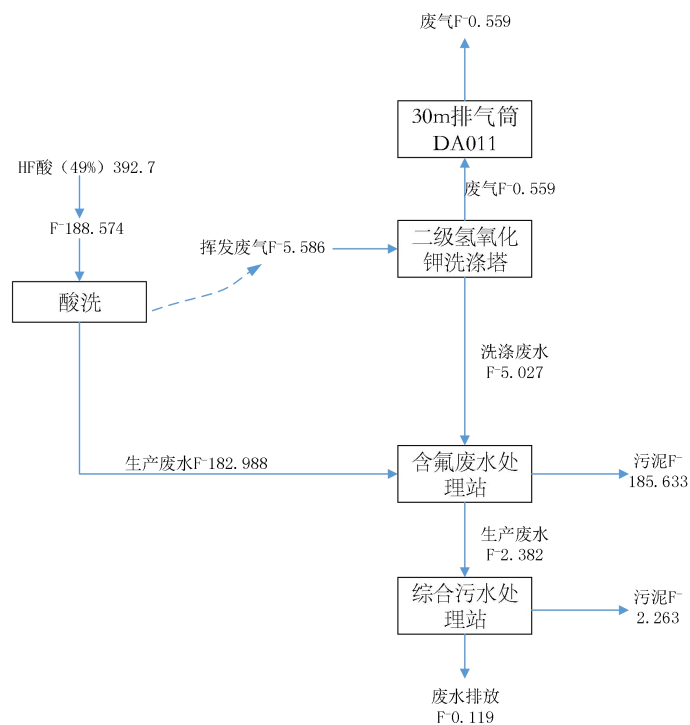 废气F⁻0.559
30m排气筒
DA011
废气F⁻0.559
HF酸（49%）392.7
F⁻188.574
挥发废气F⁻5.586
二级氢氧化
钾洗涤塔
酸洗
洗涤废水
F⁻5.027
生产废水F⁻182.988
含氟废水处
理站
污泥F⁻
185.633
生产废水
F⁻2.382
综合污水处
理站
污泥F⁻
2.263
废水排放
F⁻0.119